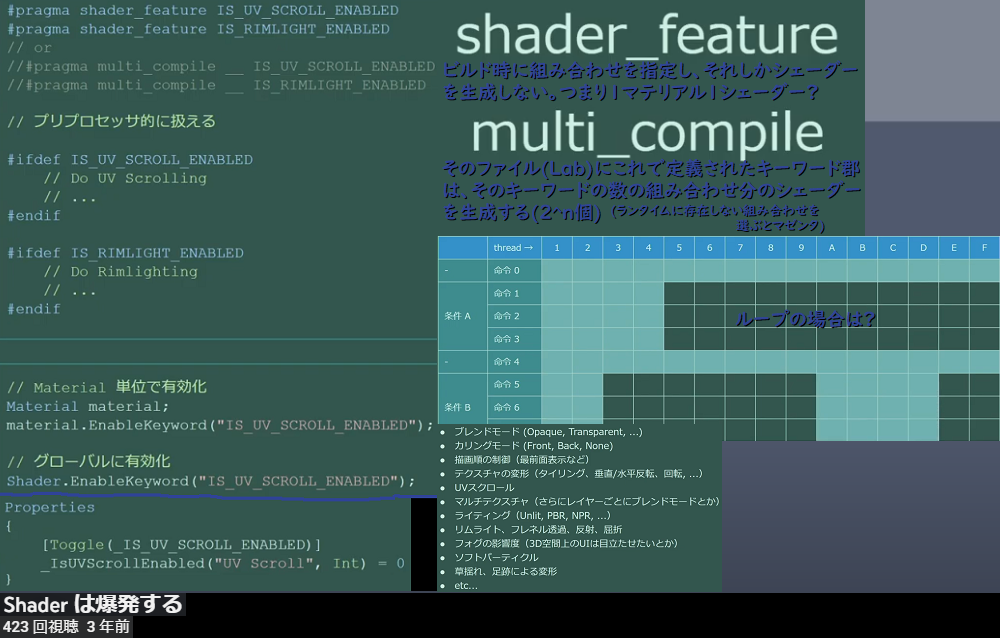 #pragma shader_feature IS_UV_SCROLL_ENABLED
#pragma shader_feature IS_RIMLIGHT_ENABLED
// or
//#pragma multi_compile __ IS_UV_SCROLL_ENABLED
//#pragma multi_compile __ IS_RIMLIGHT_ENABLED
// プリプロセッサ的に扱える
#ifdef IS_UV_SCROLL_ENABLED
// Do UV Scrolling
// ...
#endif
#ifdef IS_RIMLIGHT_ENABLED
// Do Rimlighting
// ...
#endif
// Material 単位で有効化
Material material;
material.EnableKeyword("IS_UV_SCROLL_ENABLED");
// グローバルに有効化
Shader.EnableKeyword("IS_UV_SCROLL_ENABLED");
Properties
{
[Toggle(_IS_UV_SCROLL_ENABLED)]
_IsUVScrollEnabled("UV Scroll", Int) = 0
}
shader_feature
ビルド時に組み合わせを指定し、それしかシェーダー
を生成しない。つまり1マテリアル1シェーダー?
multi_compile
そのファイル(Lab)にこれで定義されたキーワード郡
は、そのキーワードの数の組み合わせ分のシェーダー
を生成する(2^n個) (ランタイムに存在しない組み合わせを
選ぶとマゼンタ)
thread → 1 2 3 4 5 6 7 8 9 A B C D E F
- 命令 0
命令 1
条件 A 命令 2
ループの場合は?
命令 3
- 命令 4
命令 5
条件 B 命令 6
• ブレンドモード (Opaque, Transparent, ...)
• カリングモード (Front, Back, None)
• 描画順の制御（最前面表示など）
• テクスチャの変形（タイリング、垂直/水平反転、回転、...）
• UVスクロール
• マルチテクスチャ（さらにレイヤーごとにブレンドモードとか）
• ライティング（Unlit, PBR, NPR, ...）
• リムライト、フレネル透過、反射、屈折
• フォグの影響度（3D空間上のUIは目立たせたいとか）
• ソフトパーティクル
• 草揺れ、足跡による変形
• etc...
Shader は爆発する
423 回視聴 3 年前